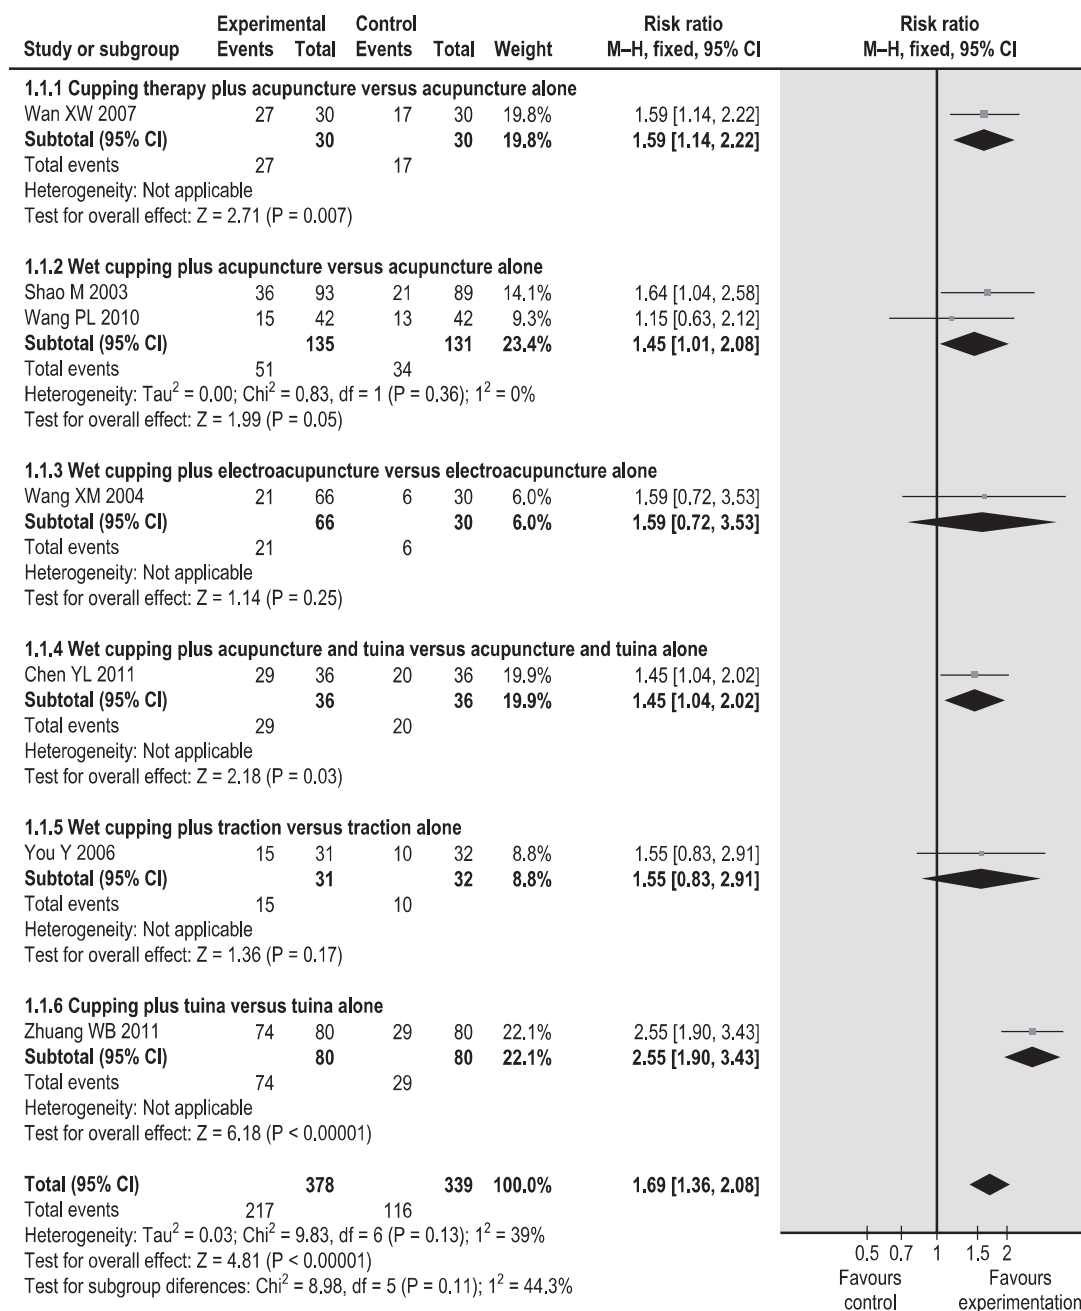 Experimental Control Risk ratio Risk ratio
Study or subgroup Events Total Events Total Weight M–H, fixed, 95% CI M–H, fixed, 95% CI
1.1.1 Cupping therapy plus acupuncture versus acupuncture alone
Wan XW 2007 27 30 17 30 19.8% 1.59 [1.14, 2.22]
Subtotal (95% CI) 30 30 19.8% 1.59 [1.14, 2.22]
Total events 27 17
Heterogeneity: Not applicable
Test for overall effect: Z = 2.71 (P = 0.007)
1.1.2 Wet cupping plus acupuncture versus acupuncture alone
Shao M 2003 36 93 21 89 14.1% 1.64 [1.04, 2.58]
Wang PL 2010 15 42 13 42 9.3% 1.15 [0.63, 2.12]
Subtotal (95% CI) 135 131 23.4% 1.45 [1.01, 2.08]
Total events 51 34
Heterogeneity: Tau² = 0.00; Chi² = 0.83, df = 1 (P = 0.36); 1² = 0%
Test for overall effect: Z = 1.99 (P = 0.05)
1.1.3 Wet cupping plus electroacupuncture versus electroacupuncture alone
Wang XM 2004 21 66 6 30 6.0% 1.59 [0.72, 3.53]
Subtotal (95% CI) 66 30 6.0% 1.59 [0.72, 3.53]
Total events 21 6
Heterogeneity: Not applicable
Test for overall effect: Z = 1.14 (P = 0.25)
1.1.4 Wet cupping plus acupuncture and tuina versus acupuncture and tuina alone
Chen YL 2011 29 36 20 36 19.9% 1.45 [1.04, 2.02]
Subtotal (95% CI) 36 36 19.9% 1.45 [1.04, 2.02]
Total events 29 20
Heterogeneity: Not applicable
Test for overall effect: Z = 2.18 (P = 0.03)
1.1.5 Wet cupping plus traction versus traction alone
You Y 2006 15 31 10 32 8.8% 1.55 [0.83, 2.91]
Subtotal (95% CI) 31 32 8.8% 1.55 [0.83, 2.91]
Total events 15 10
Heterogeneity: Not applicable
Test for overall effect: Z = 1.36 (P = 0.17)
1.1.6 Cupping plus tuina versus tuina alone
Zhuang WB 2011 74 80 29 80 22.1% 2.55 [1.90, 3.43]
Subtotal (95% CI) 80 80 22.1% 2.55 [1.90, 3.43]
Total events 74 29
Heterogeneity: Not applicable
Test for overall effect: Z = 6.18 (P < 0.00001)
Total (95% CI) 378 339 100.0% 1.69 [1.36, 2.08]
Total events 217 116
Heterogeneity: Tau² = 0.03; Chi² = 9.83, df = 6 (P = 0.13); 1² = 39%
Test for overall effect: Z = 4.81 (P < 0.00001)
Test for subgroup diferences: Chi² = 8.98, df = 5 (P = 0.11); 1² = 44.3%
0.5 0.7 1 1.5 2
Favours control
Favours experimentation